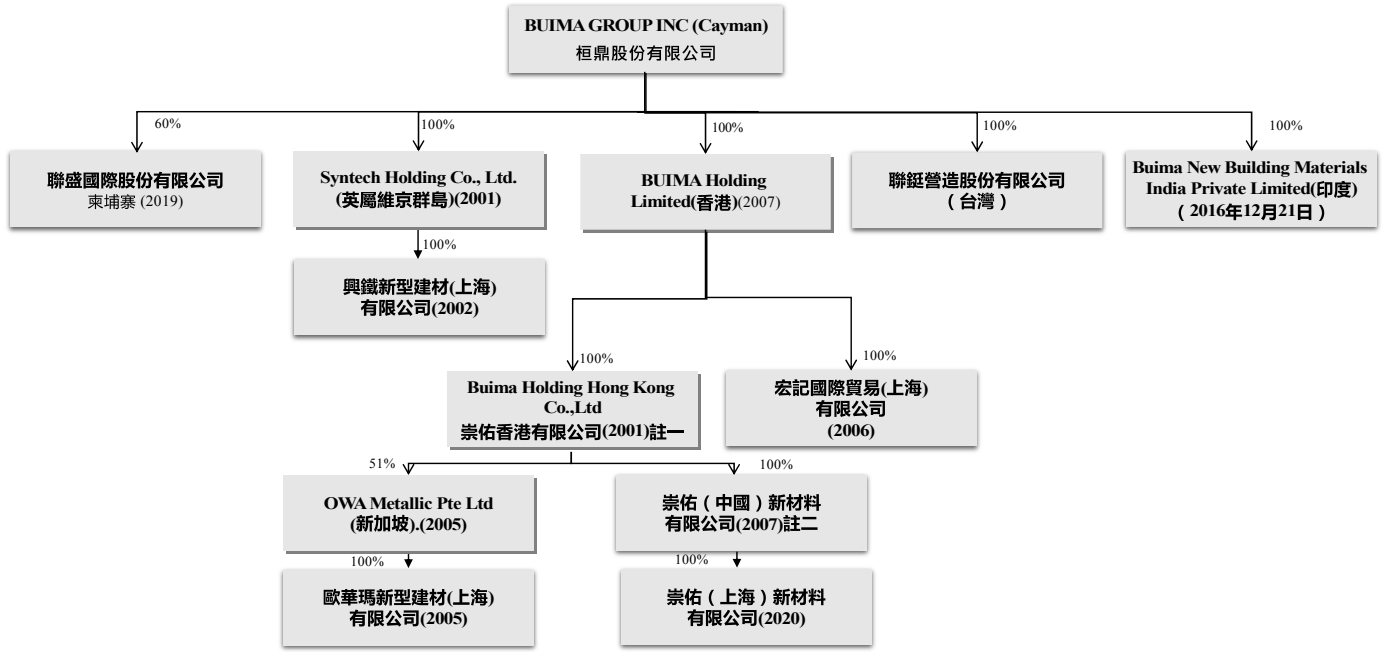 BUIMA GROUP INC (Cayman)
桓鼎股份有限公司
60%
100%
100%
100%
100%
聯盛國際股份有限公司
柬埔寨 (2019)
Syntech Holding Co., Ltd.
(英屬維京群島)(2001)
BUIMA Holding
Limited(香港)(2007)
聯鋌營造股份有限公司
（台灣）
Buima New Building Materials
India Private Limited(印度)
（2016年12月21日）
100%
興鐵新型建材(上海)
有限公司(2002)
100%
100%
Buima Holding Hong Kong
Co.,Ltd
崇佑香港有限公司(2001)註一
宏記國際貿易(上海)
有限公司
(2006)
51%
100%
OWA Metallic Pte Ltd
(新加坡).(2005)
崇佑（中國）新材料
有限公司(2007)註二
100%
100%
歐華瑪新型建材(上海)
有限公司(2005)
崇佑（上海）新材料
有限公司(2020)